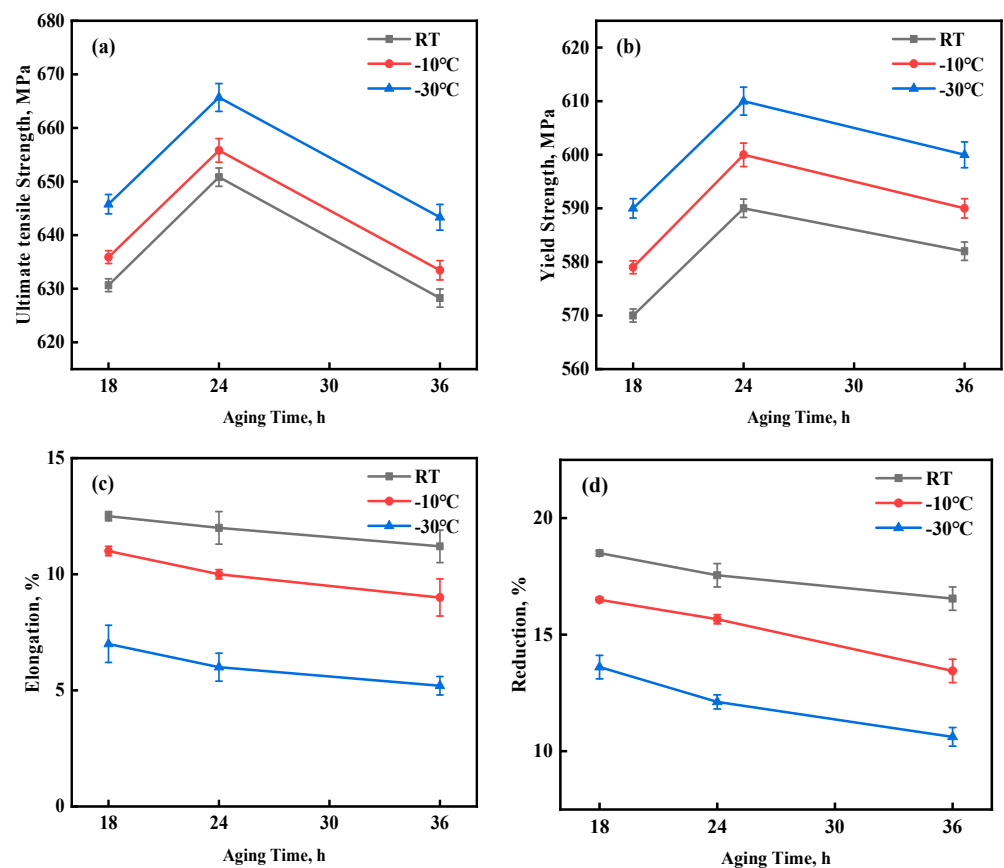 (a)
RT
-10℃
-30℃
Ultimate tensile Strength, MPa
680
670
660
650
640
630
620
18
24
30
36
Aging Time, h
(b)
RT
-10℃
-30℃
Yield Strength, MPa
620
610
600
590
580
570
560
18
24
30
36
Aging Time, h
(c)
RT
-10℃
-30℃
Elongation, %
15
10
5
0
18
24
30
36
Aging Time, h
(d)
RT
-10℃
-30℃
Reduction, %
20
15
10
18
24
30
36
Aging Time, h